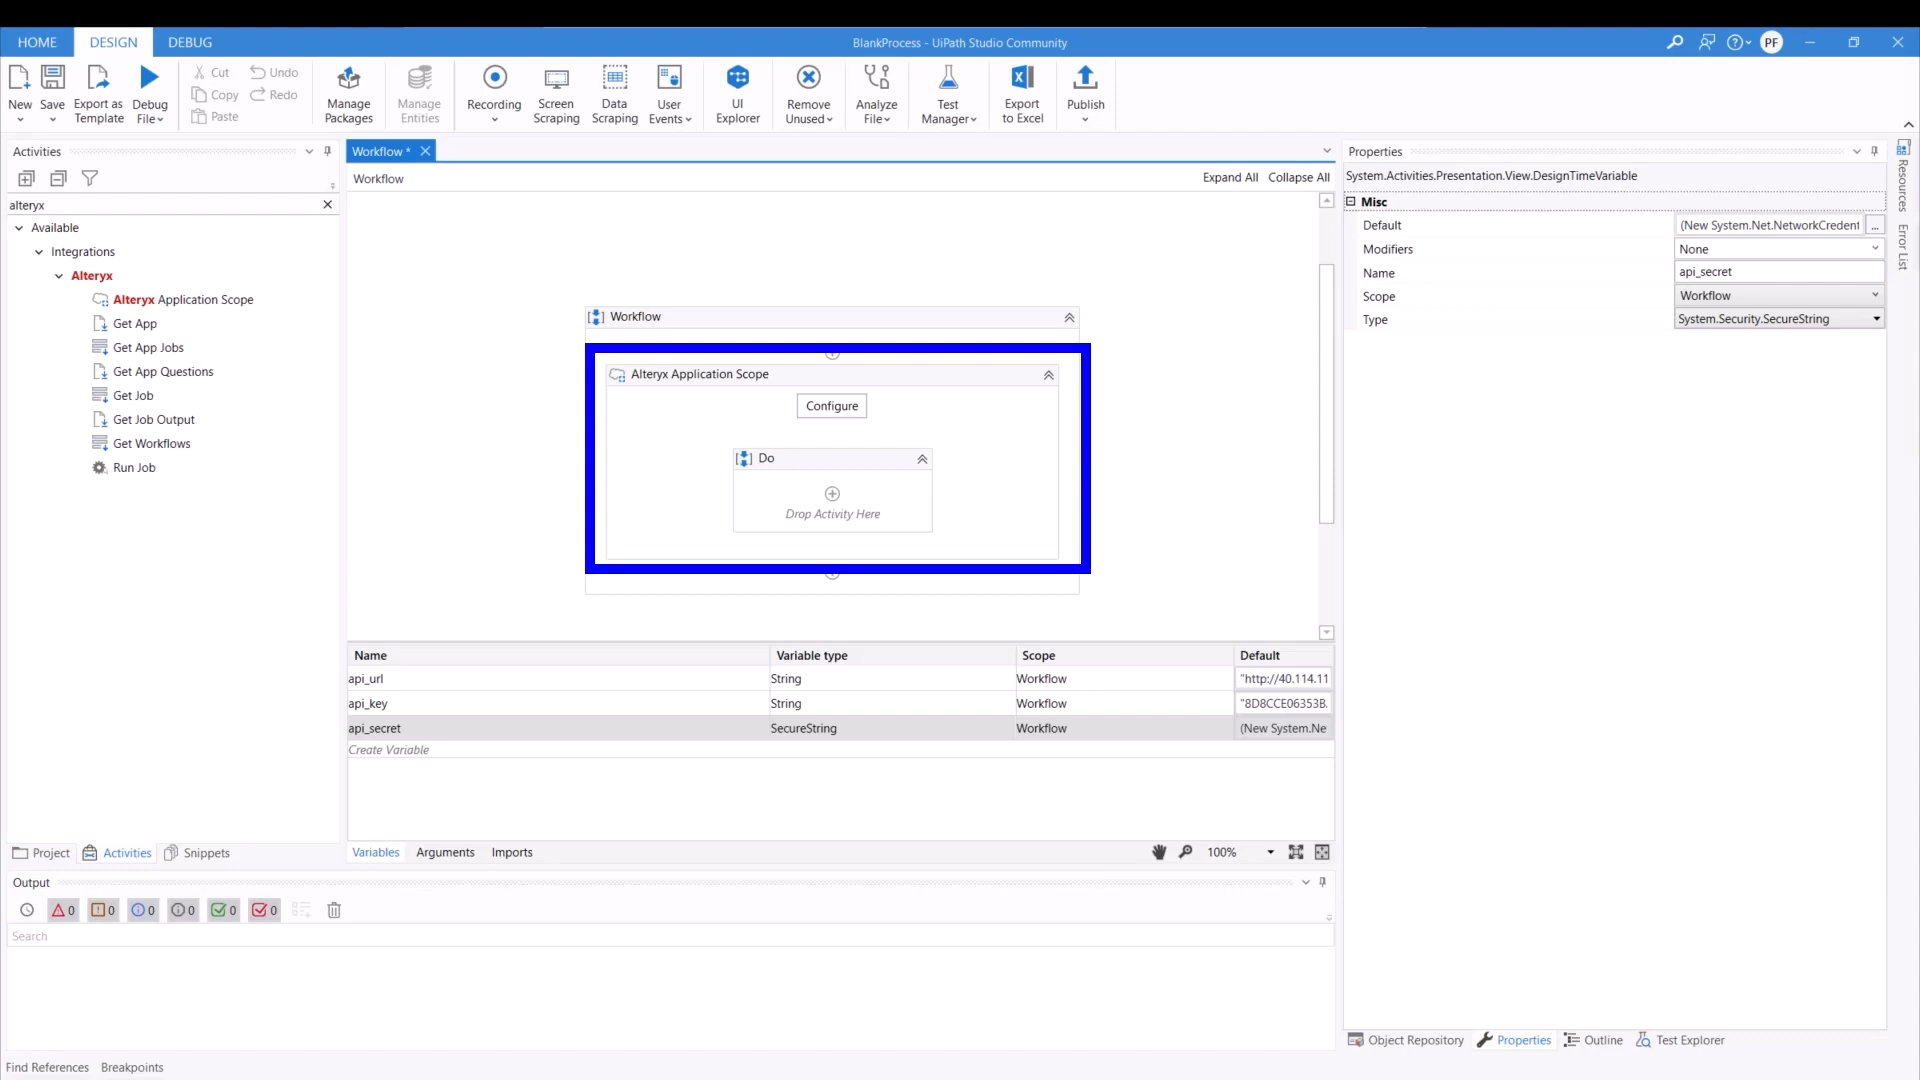 HOME DESIGN DEBUG BlankProcess - UiPath Studio Community PF
New Save Export as Template Debug File Cut Copy Paste Undo Redo Manage Packages Manage Entities Recording Screen Scraping Data Scraping User Events UI Explorer Remove Unused Analyze File Test Manager Export to Excel Publish
Activities
alteryx
Available
Integrations
Alteryx
Alteryx Application Scope
Get App
Get App Jobs
Get App Questions
Get Job
Get Job Output
Get Workflows
Run Job
Project Activities Snippets
Workflow *
Workflow Expand All Collapse All
Workflow
Alteryx Application Scope
Configure
Do
Drop Activity Here
Name Variable type Scope Default
api_url String Workflow "http://40.114.11
api_key String Workflow "8D8CCE06353B.
api_secret SecureString Workflow (New System.Ne
Create Variable
Variables Arguments Imports 100%
Output
0 0 0 0 0 0
Search
Find References Breakpoints
Properties
System.Activities.Presentation.View.DesignTimeVariable
Misc
Default (New System.Net.NetworkCredent ...
Modifiers None
Name api_secret
Scope Workflow
Type System.Security.SecureString
Object Repository Properties Outline Test Explorer
Resources
Error List